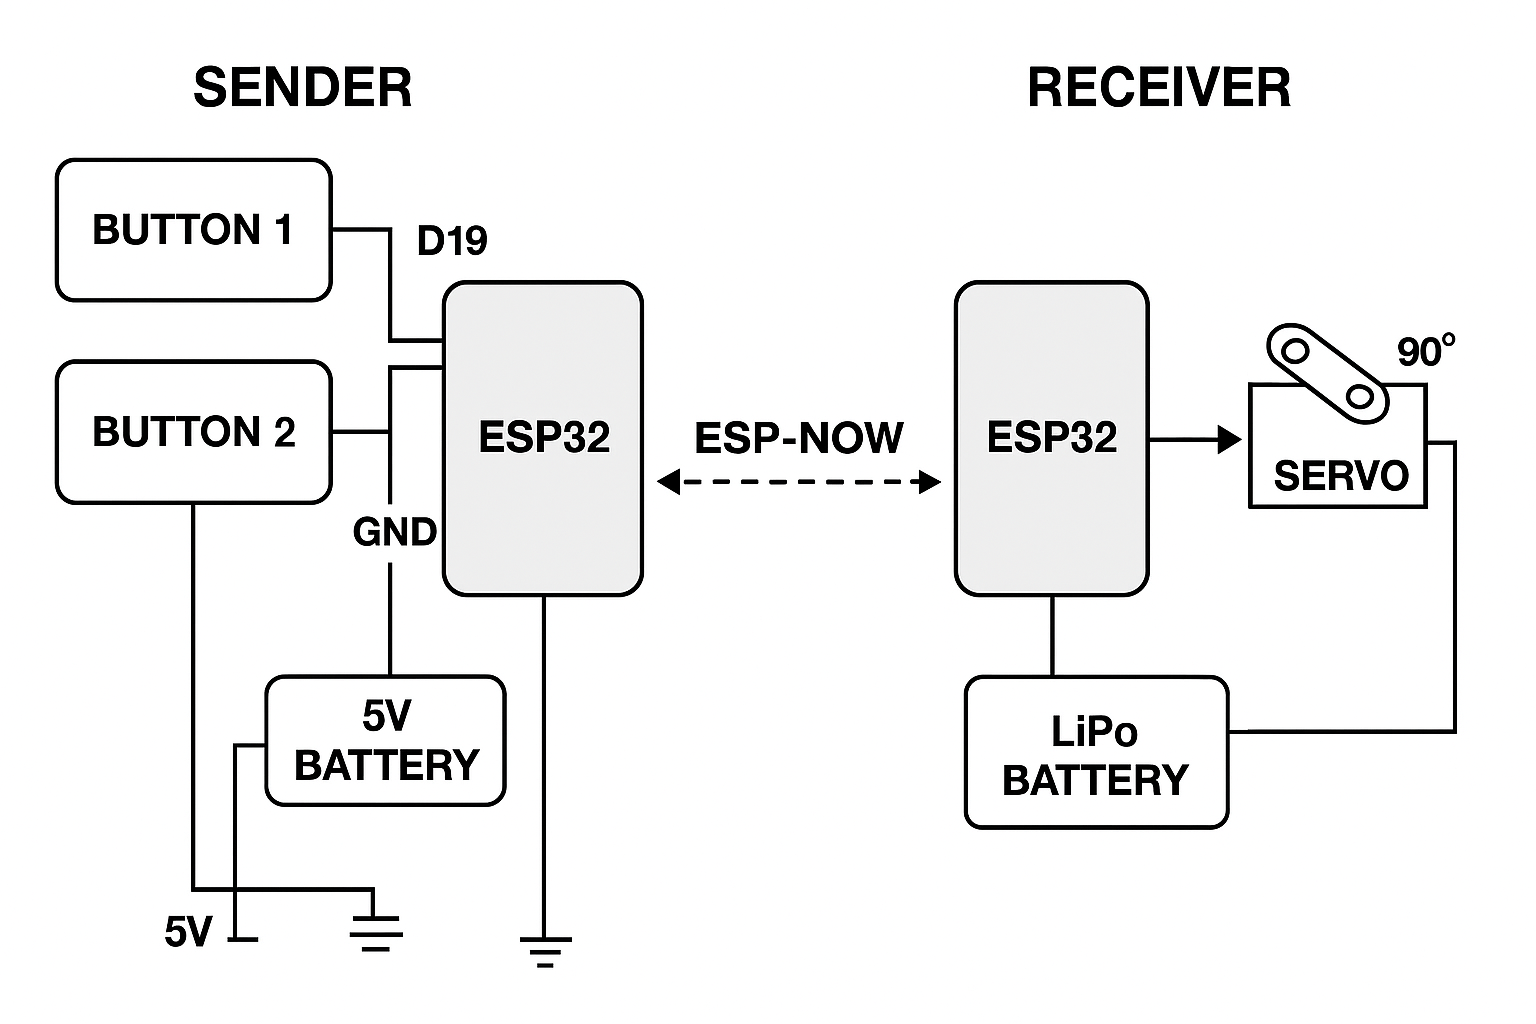 SENDER
RECEIVER
BUTTON 1
D19
BUTTON 2
GND
ESP32
ESP-NOW
ESP32
90°
SERVO
5V
BATTERY
LiPo
BATTERY
5V